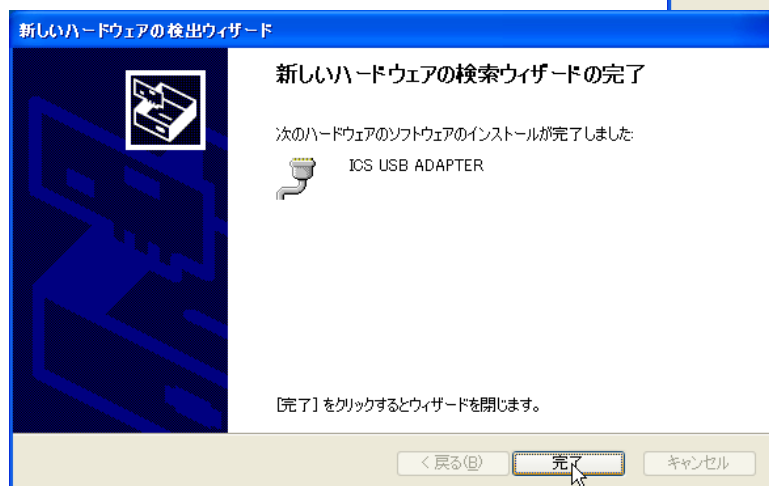 新しいハードウェアの検出ウィザード
新しいハードウェアの検索ウィザードの完了
次のハードウェアのソフトウェアのインストールが完了しました:
ICS USB ADAPTER
[完了] をクリックするとウィザードを閉じます。
< 戻る(B) 完了 キャンセル